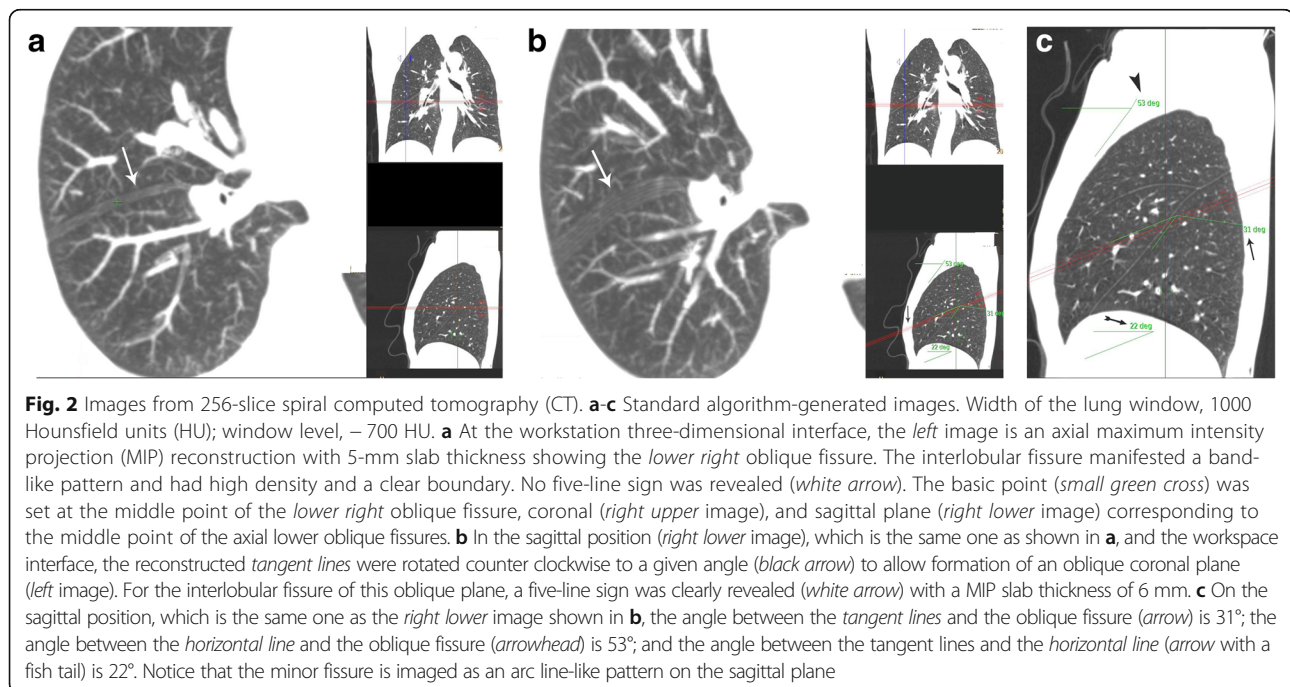 a
b
c
53 deg
31 deg
22 deg
53 deg
31 deg
22 deg
Fig. 2 Images from 256-slice spiral computed tomography (CT). a-c Standard algorithm-generated images. Width of the lung window, 1000
Hounsfield units (HU); window level, − 700 HU. a At the workstation three-dimensional interface, the left image is an axial maximum intensity
projection (MIP) reconstruction with 5-mm slab thickness showing the lower right oblique fissure. The interlobular fissure manifested a band-
like pattern and had high density and a clear boundary. No five-line sign was revealed (white arrow). The basic point (small green cross) was
set at the middle point of the lower right oblique fissure, coronal (right upper image), and sagittal plane (right lower image) corresponding to
the middle point of the axial lower oblique fissures. b In the sagittal position (right lower image), which is the same one as shown in a, and the workspace
interface, the reconstructed tangent lines were rotated counter clockwise to a given angle (black arrow) to allow formation of an oblique coronal plane
(left image). For the interlobular fissure of this oblique plane, a five-line sign was clearly revealed (white arrow) with a MIP slab thickness of 6 mm. c On the
sagittal position, which is the same one as the right lower image shown in b, the angle between the tangent lines and the oblique fissure (arrow) is 31°; the
angle between the horizontal line and the oblique fissure (arrowhead) is 53°; and the angle between the tangent lines and the horizontal line (arrow with a
fish tail) is 22°. Notice that the minor fissure is imaged as an arc line-like pattern on the sagittal plane